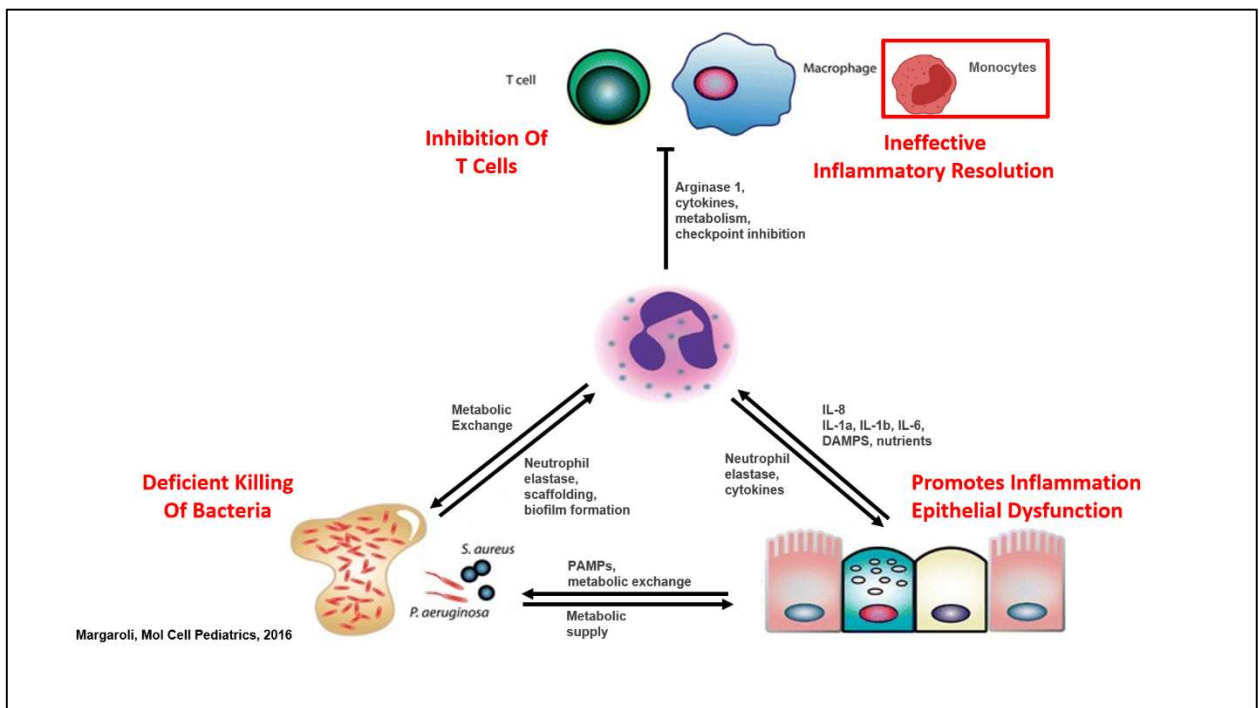 T cell
Macrophage
Monocytes
Inhibition Of
T Cells
Ineffective
Inflammatory Resolution
Arginase 1,
cytokines,
metabolism,
checkpoint inhibition
Metabolic
Exchange
IL-8
IL-1a, IL-1b, IL-6,
DAMPS, nutrients
Neutrophil
elastase,
scaffolding,
biofilm formation
Neutrophil
elastase,
cytokines
Deficient Killing
Of Bacteria
Promotes Inflammation
Epithelial Dysfunction
S. aureus
P. aeruginosa
PAMPs,
metabolic exchange
Metabolic
supply
Margaroli, Mol Cell Pediatrics, 2016